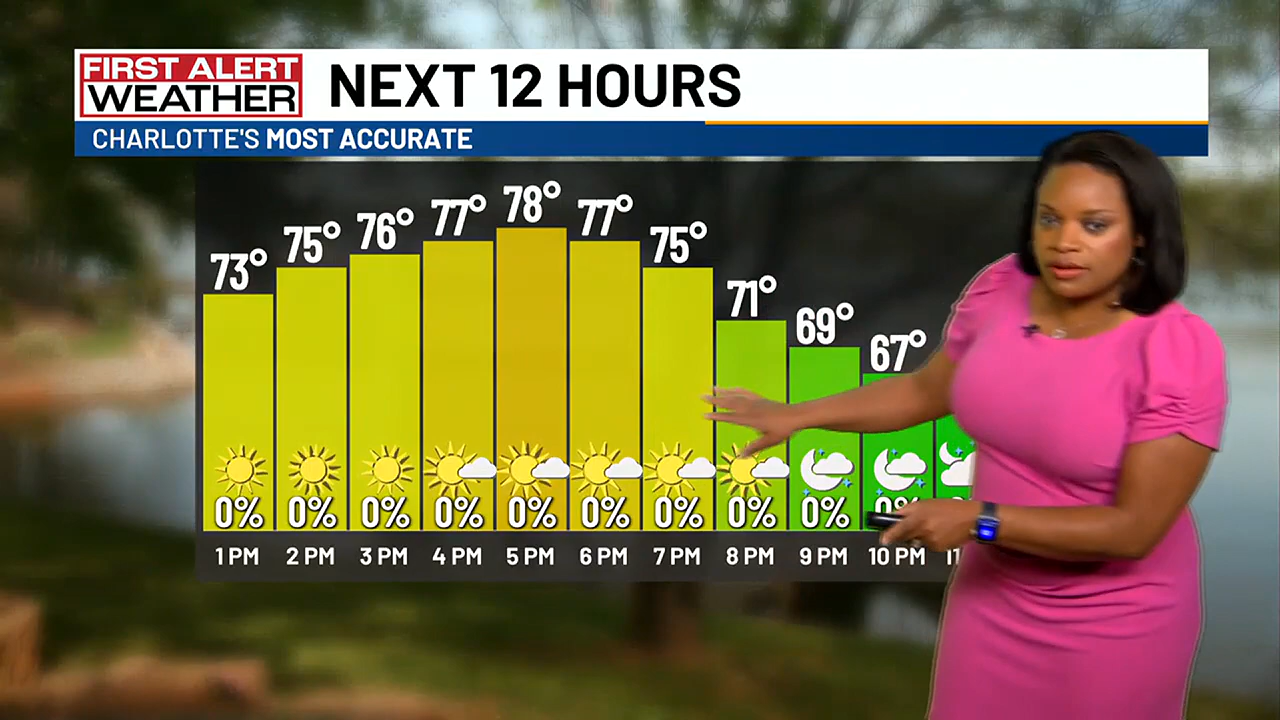 FIRST ALERT
WEATHER
NEXT 12 HOURS
CHARLOTTE'S MOST ACCURATE
73° 75° 76° 77° 78° 77° 75° 71° 69° 67°
0% 0% 0% 0% 0% 0% 0% 0% 0% 0%
1 PM 2 PM 3 PM 4 PM 5 PM 6 PM 7 PM 8 PM 9 PM 10 PM